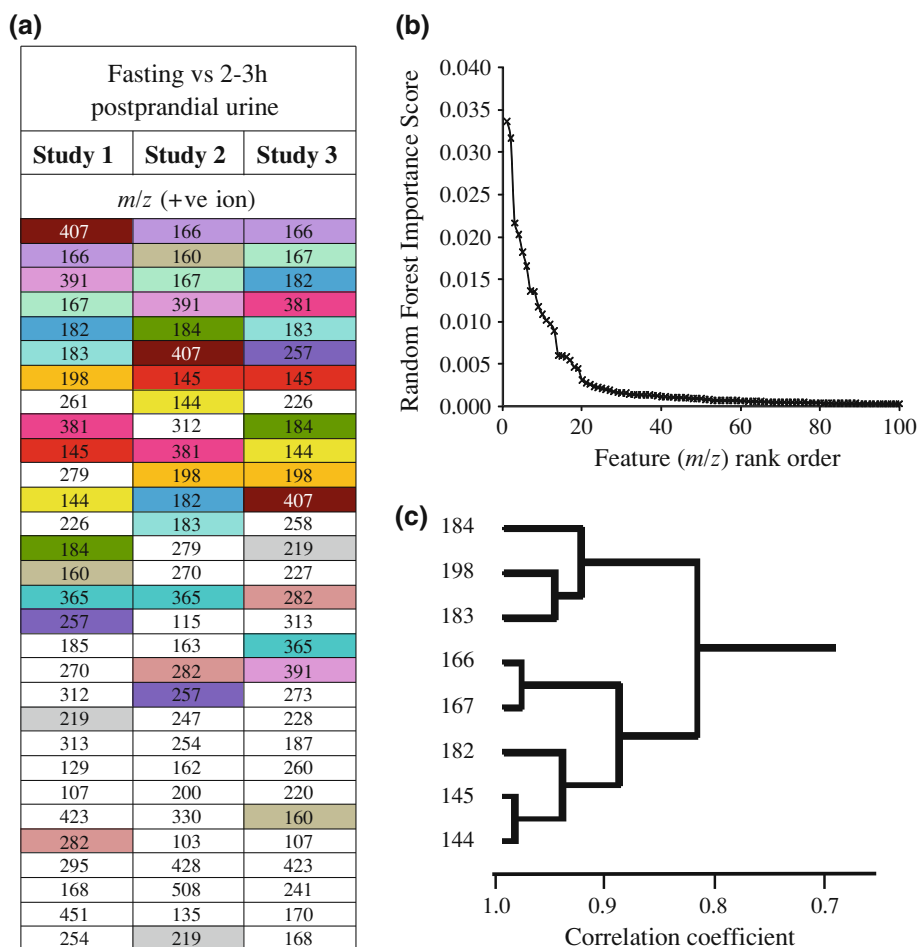 (a)
Fasting vs 2-3h
postprandial urine
Study 1 Study 2 Study 3
m/z (+ve ion)
407 166 166
166 160 167
391 167 182
167 391 381
182 184 183
183 407 257
198 145 145
261 144 226
381 312 184
145 381 144
279 198 198
144 182 407
226 183 258
184 279 219
160 270 227
365 365 282
257 115 313
185 163 365
270 282 391
312 257 273
219 247 228
313 254 187
129 162 260
107 200 220
423 330 160
282 103 107
295 428 423
168 508 241
451 135 170
254 219 168
(b)
Random Forest Importance Score
0.040
0.035
0.030
0.025
0.020
0.015
0.010
0.005
0.000
0 20 40 60 80 100
Feature (m/z) rank order
(c)
184
198
183
166
167
182
145
144
1.0 0.9 0.8 0.7
Correlation coefficient